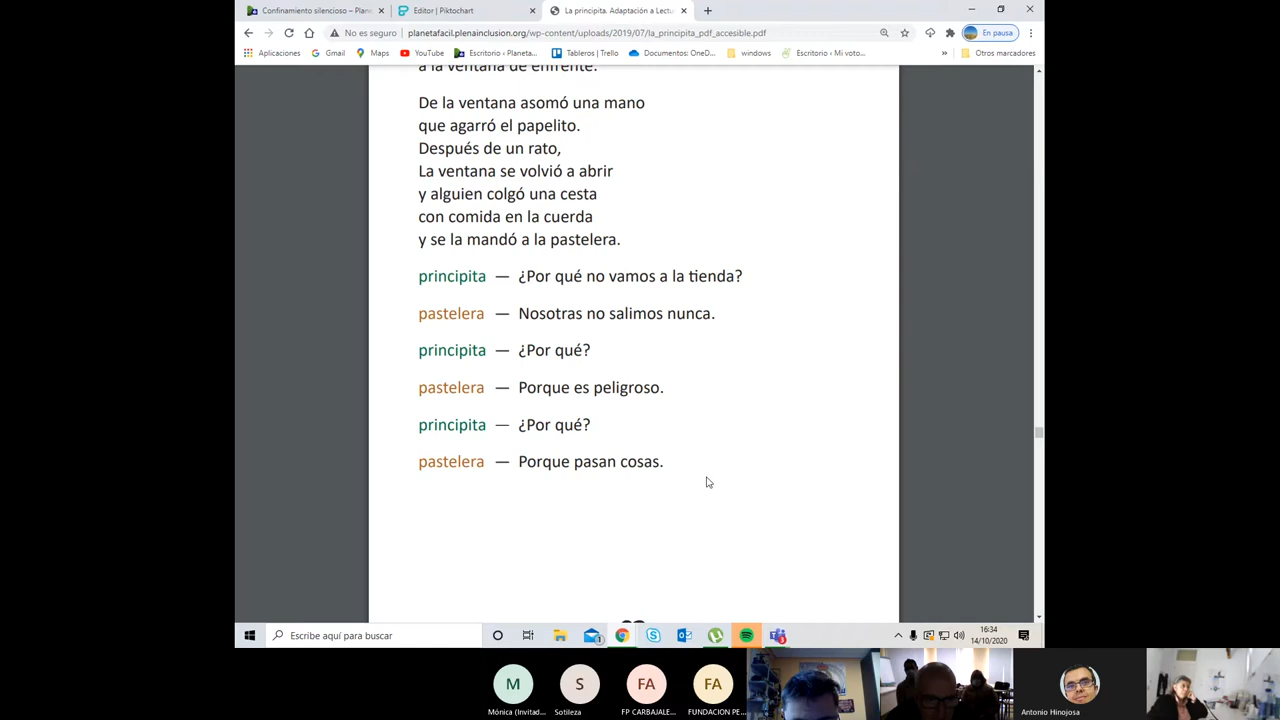 Confinamiento silencioso – Plane
Editor | Piktochart
La principita. Adaptación a Lectu
No es seguro
planetafacil.plenainclusion.org/wp-content/uploads/2019/07/la_principita_pdf_accesible.pdf
En pausa
Aplicaciones
Gmail
Maps
YouTube
Escritorio ‹ Planeta...
Tableros | Trello
Documentos: OneD...
windows
Escritorio ‹ Mi voto...
»
Otros marcadores
a la ventana de enfrente.
De la ventana asomó una mano
que agarró el papelito.
Después de un rato,
La ventana se volvió a abrir
y alguien colgó una cesta
con comida en la cuerda
y se la mandó a la pastelera.
principita — ¿Por qué no vamos a la tienda?
pastelera — Nosotras no salimos nunca.
principita — ¿Por qué?
pastelera — Porque es peligroso.
principita — ¿Por qué?
pastelera — Porque pasan cosas.
Escribe aquí para buscar
16:34
14/10/2020
M
S
FA
FA
Mónica (Invitad...
Sotileza
FP CARBAJALE...
FUNDACION PE...
Antonio Hinojosa